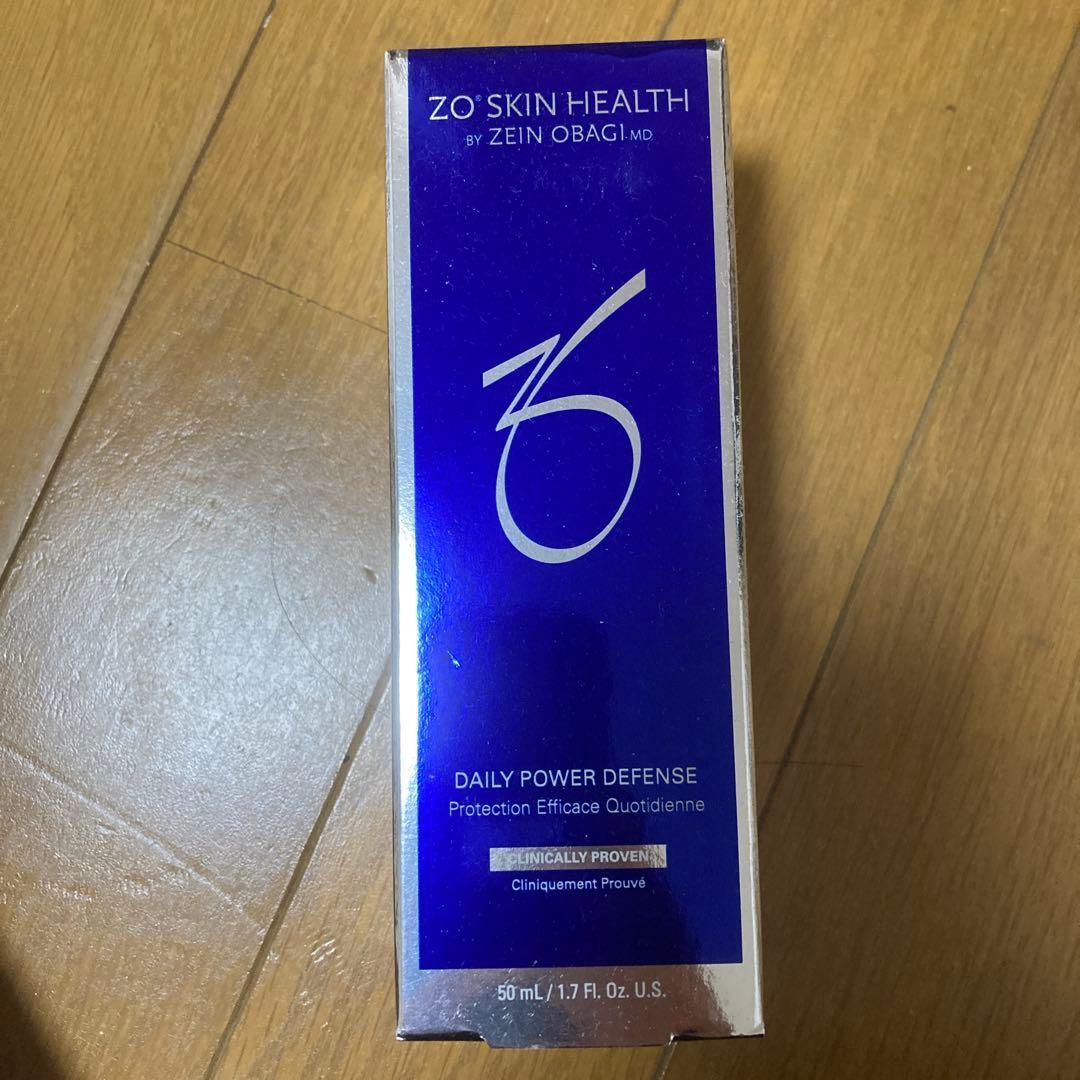 ZO® SKIN HEALTH
BY ZEIN OBAGI MD
ZO
DAILY POWER DEFENSE
Protection Efficace Quotidienne
CLINICALLY PROVEN
Cliniquement Prouvé
50 mL / 1.7 Fl. Oz. U.S.